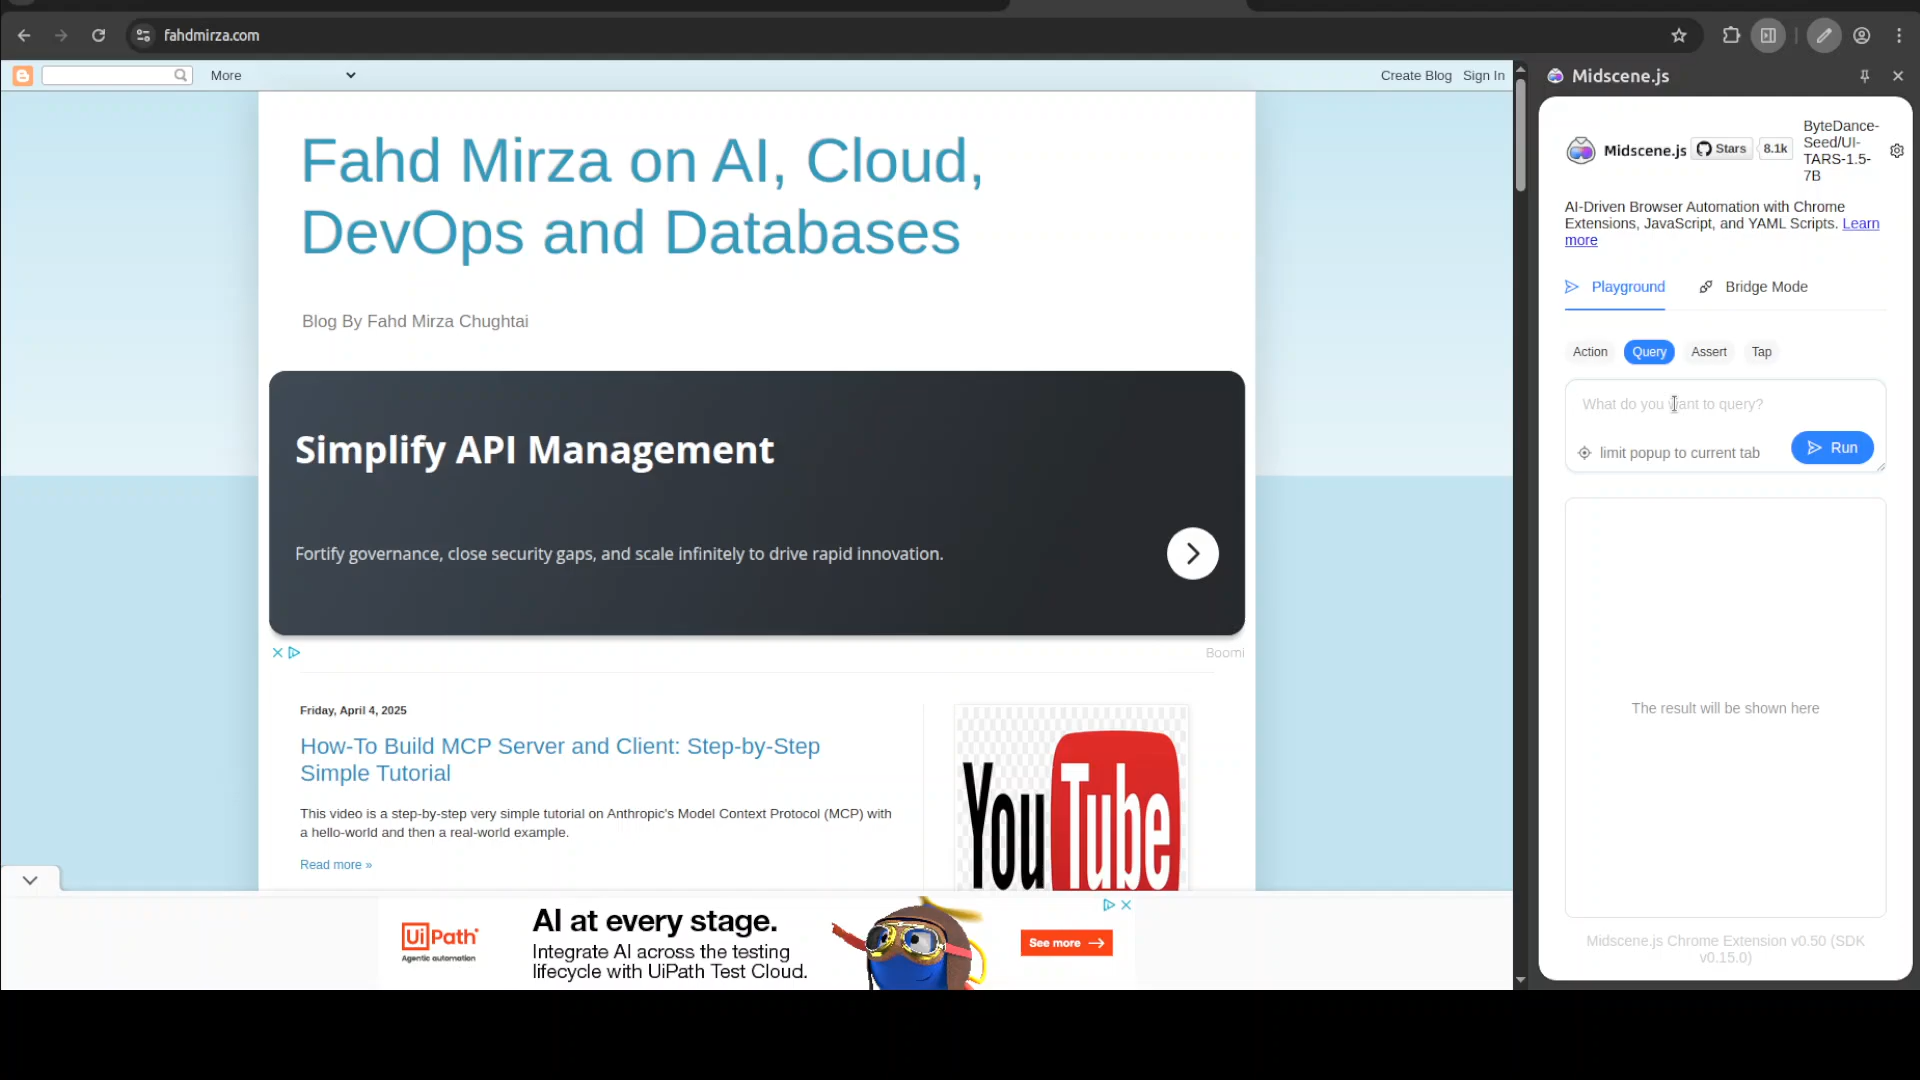 fahdmirza.com
More
Create Blog Sign In
Fahd Mirza on AI, Cloud,
DevOps and Databases
Blog By Fahd Mirza Chughtai
Simplify API Management
Fortify governance, close security gaps, and scale infinitely to drive rapid innovation.
Boomi
Friday, April 4, 2025
How-To Build MCP Server and Client: Step-by-Step
Simple Tutorial
This video is a step-by-step very simple tutorial on Anthropic's Model Context Protocol (MCP) with
a hello-world and then a real-world example.
Read more »
YouTube
UiPath
Agentic automation
AI at every stage.
Integrate AI across the testing
lifecycle with UiPath Test Cloud.
See more
Midscene.js
Midscene.js
Stars
8.1k
ByteDance-
Seed/UI-
TARS-1.5-
7B
AI-Driven Browser Automation with Chrome
Extensions, JavaScript, and YAML Scripts. Learn
more
Playground
Bridge Mode
Action Query Assert Tap
What do you want to query?
limit popup to current tab
Run
The result will be shown here
Midscene.js Chrome Extension v0.50 (SDK
v0.15.0)